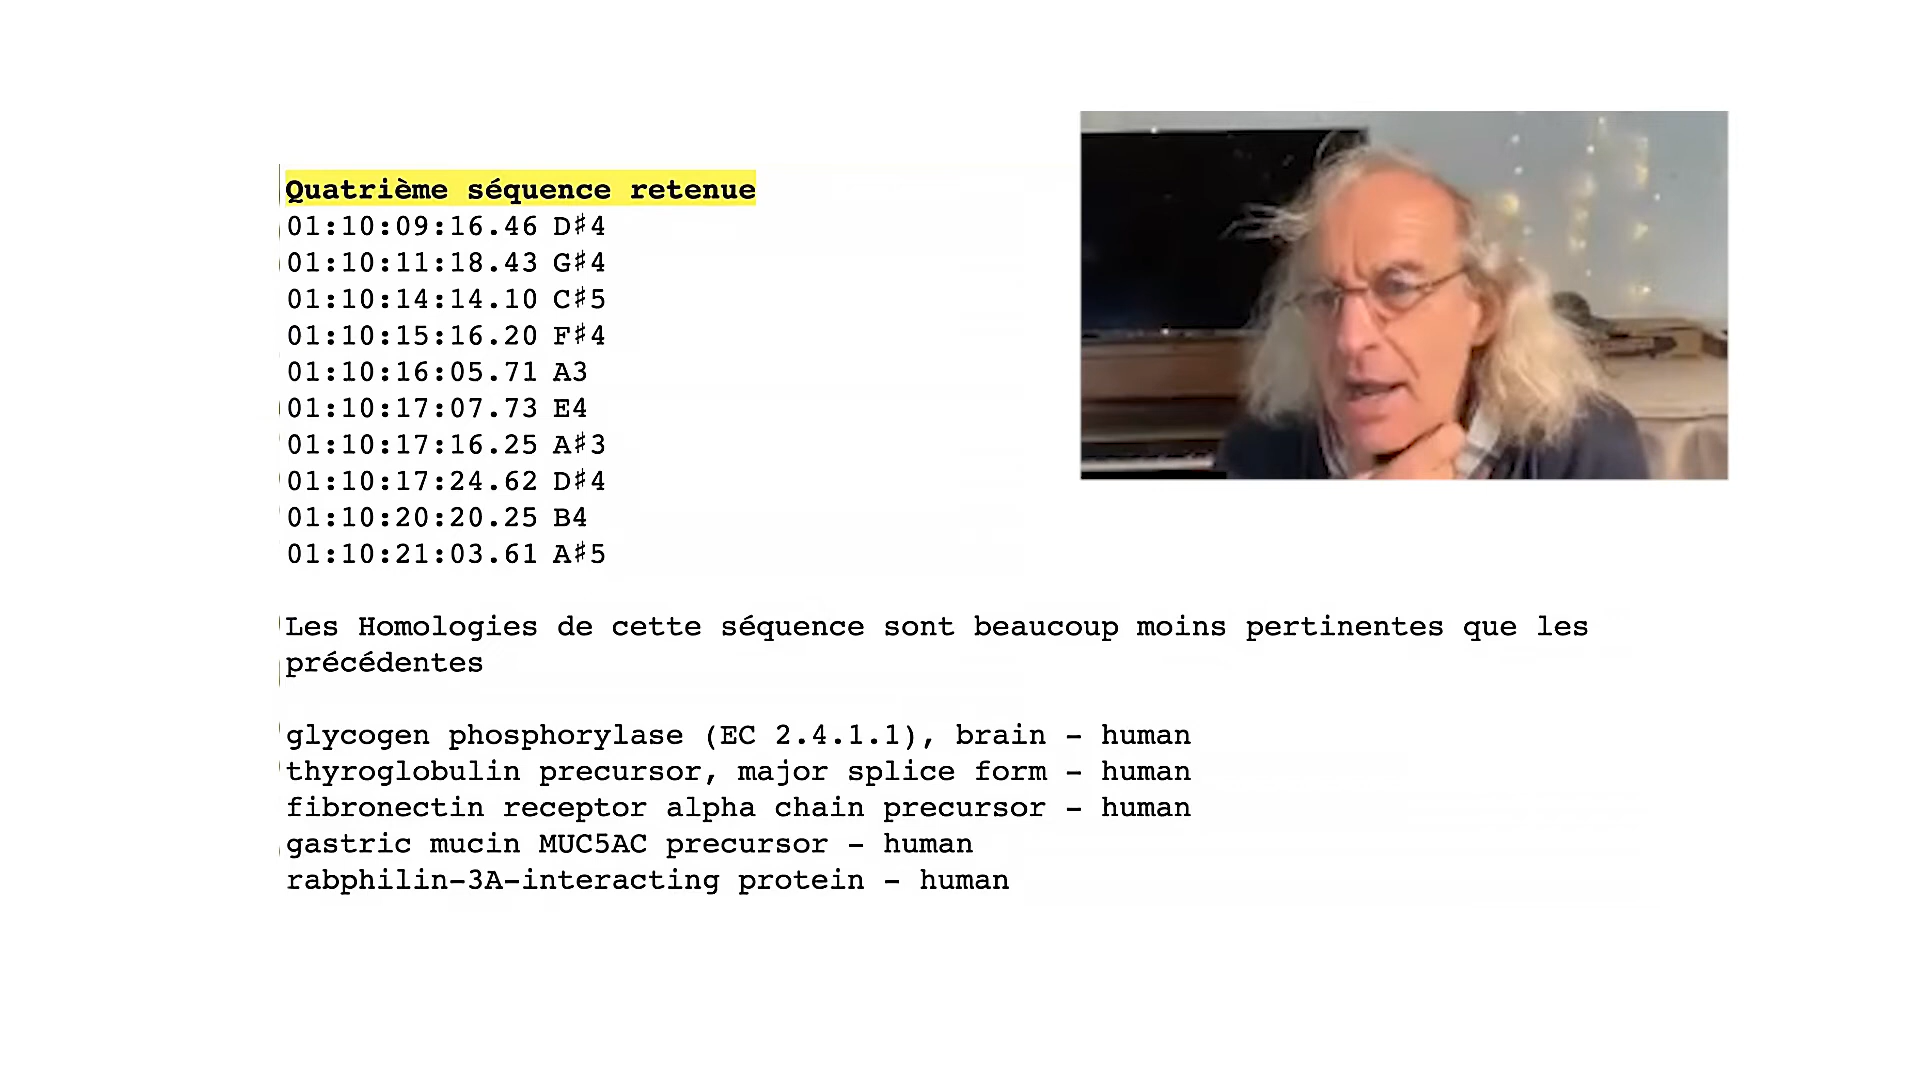 Quatrième séquence retenue
01:10:09:16.46 D♯4
01:10:11:18.43 G♯4
01:10:14:14.10 C♯5
01:10:15:16.20 F♯4
01:10:16:05.71 A3
01:10:17:07.73 E4
01:10:17:16.25 A♯3
01:10:17:24.62 D♯4
01:10:20:20.25 B4
01:10:21:03.61 A♯5
Les Homologies de cette séquence sont beaucoup moins pertinentes que les
précédentes
glycogen phosphorylase (EC 2.4.1.1), brain - human
thyroglobulin precursor, major splice form - human
fibronectin receptor alpha chain precursor - human
gastric mucin MUC5AC precursor - human
rabphilin-3A-interacting protein - human